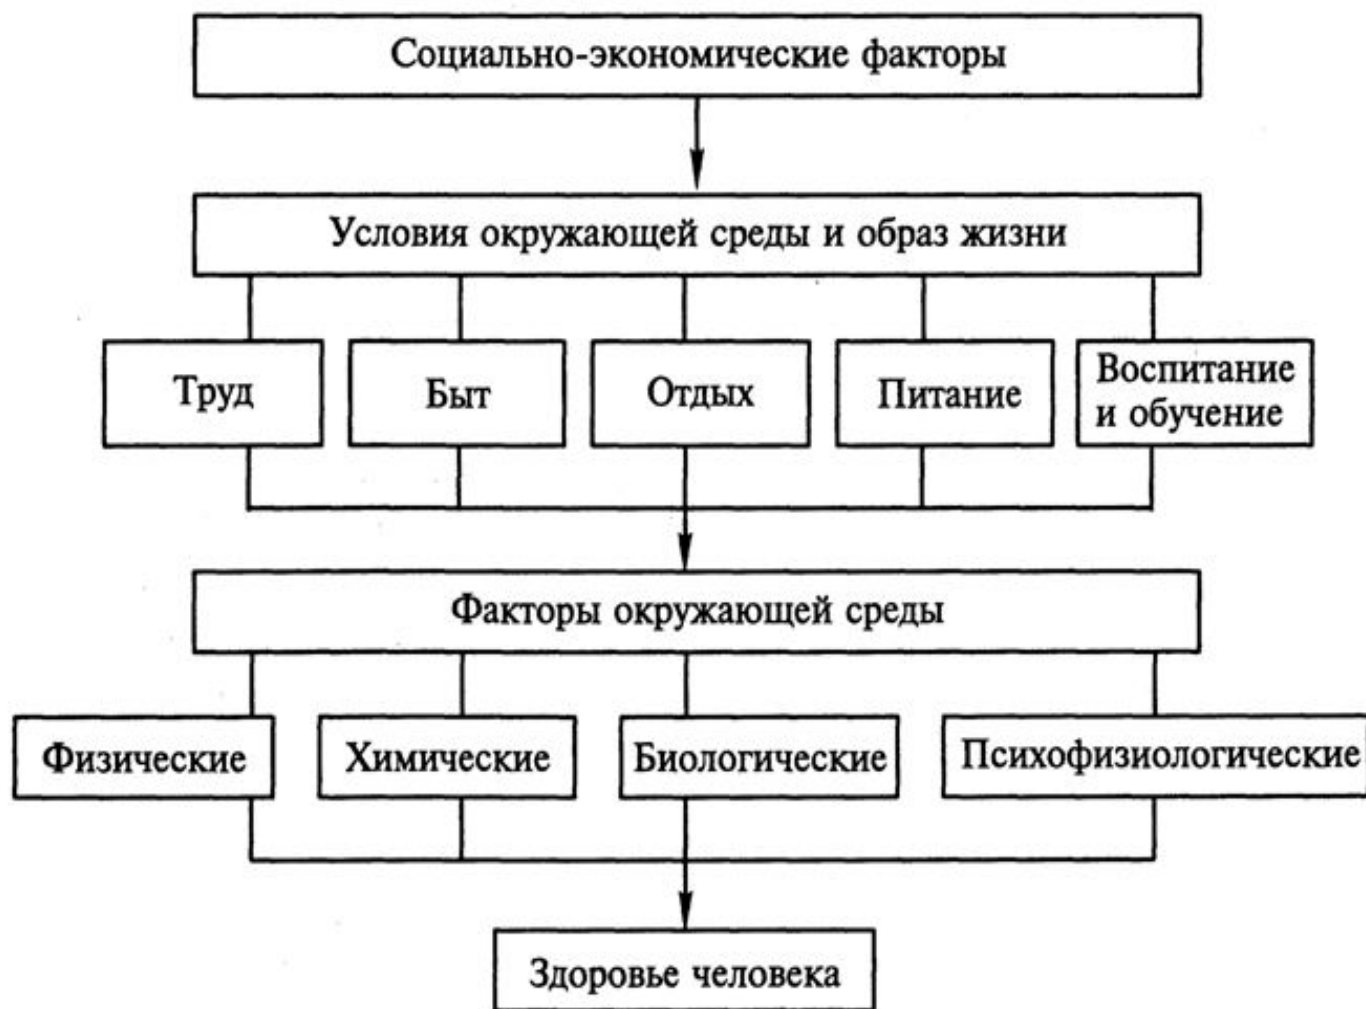 Социально-экономические факторы
Условия окружающей среды и образ жизни
Труд
Быт
Отдых
Питание
Воспитание
и обучение
Факторы окружающей среды
Физические
Химические
Биологические
Психофизиологические
Здоровье человека